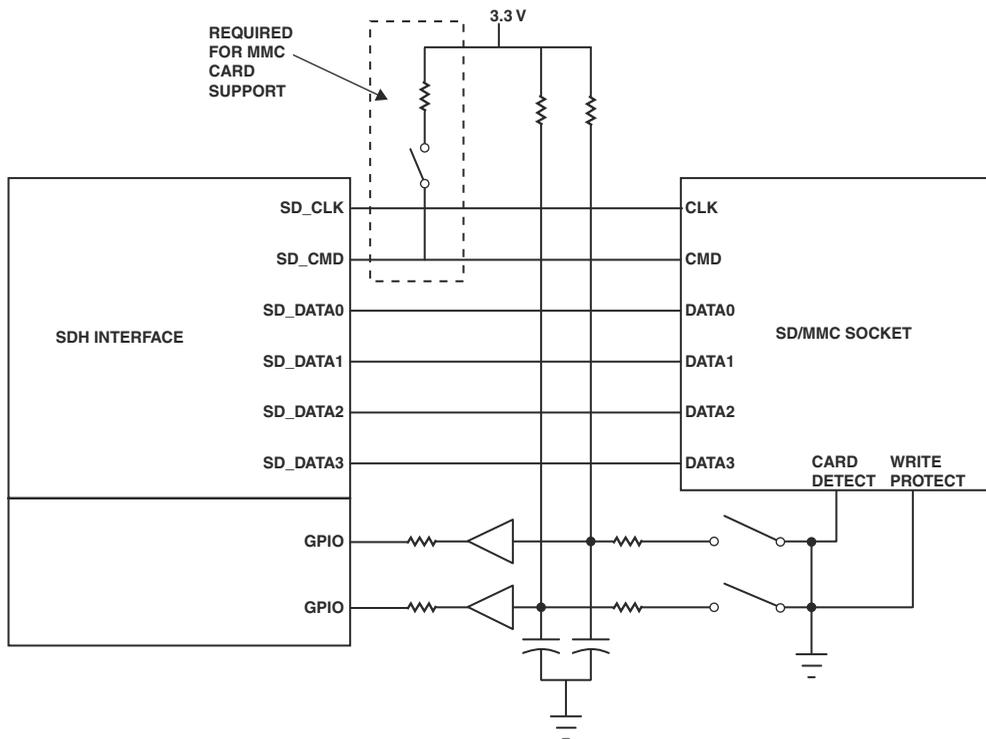 3.3 V
REQUIRED
FOR MMC
CARD
SUPPORT
SD_CLK
CLK
SD_CMD
CMD
SD_DATA0
DATA0
SDH INTERFACE
SD/MMC SOCKET
SD_DATA1
DATA1
SD_DATA2
DATA2
SD_DATA3
DATA3
CARD
DETECT
WRITE
PROTECT
GPIO
GPIO